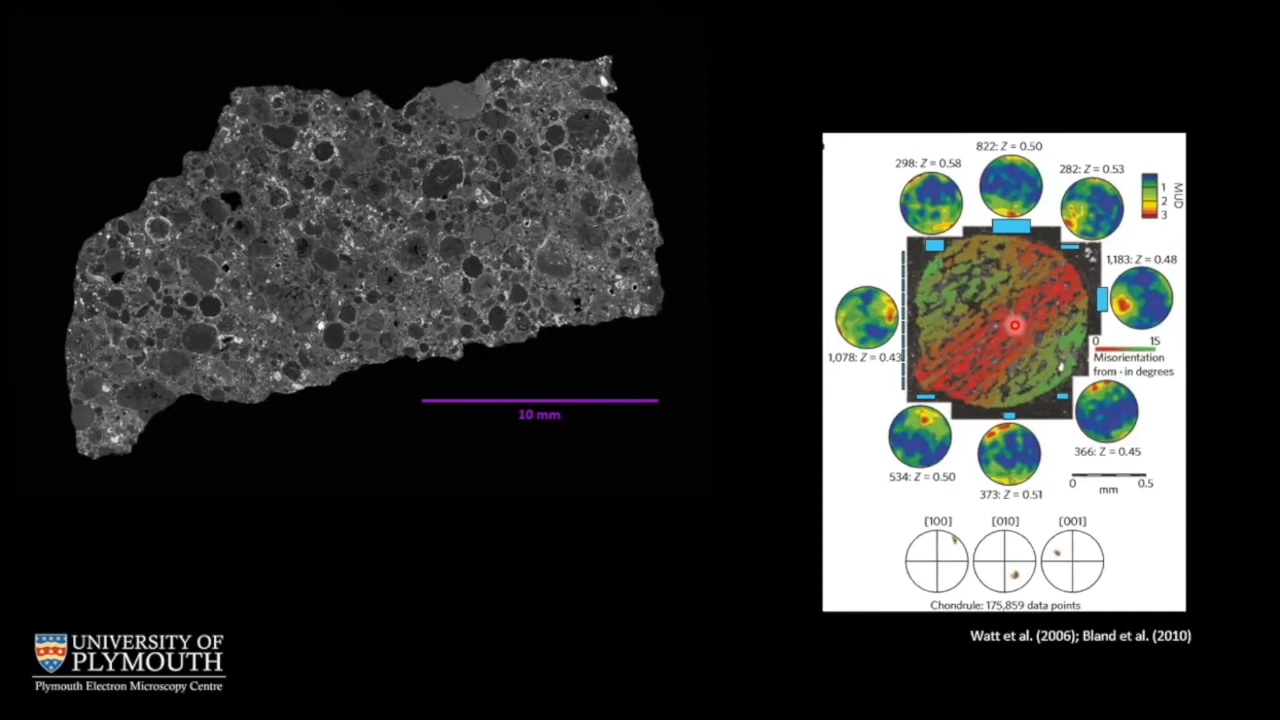 10 mm
822: Z = 0.50
298: Z = 0.58
282: Z = 0.53
1
2
3
MUD
1,183: Z = 0.48
1,078: Z = 0.43
0
15
Misorientation
from · in degrees
366: Z = 0.45
534: Z = 0.50
373: Z = 0.51
0
mm
0.5
[100]
[010]
[001]
Chondrule: 175,859 data points
Watt et al. (2006); Bland et al. (2010)
UNIVERSITY OF
PLYMOUTH
Plymouth Electron Microscopy Centre